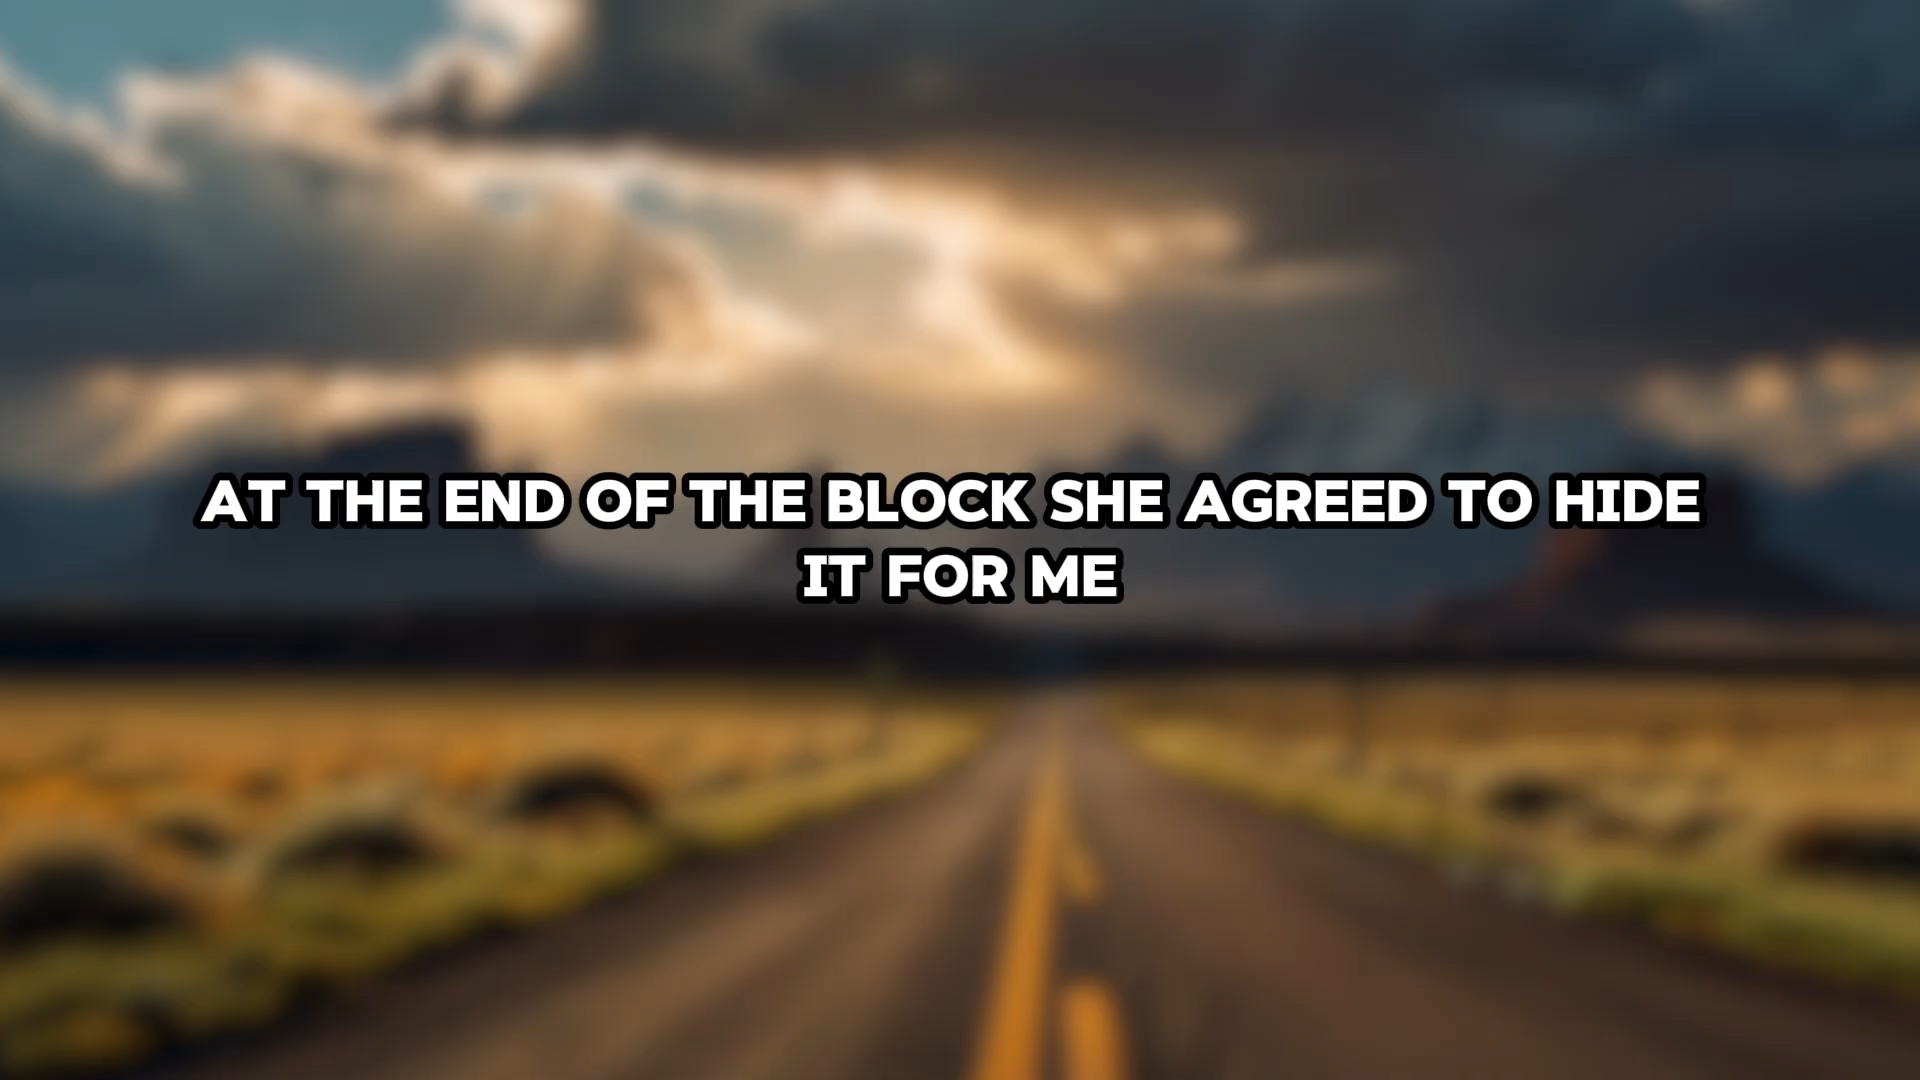 AT THE END OF THE BLOCK SHE AGREED TO HIDE
IT FOR ME